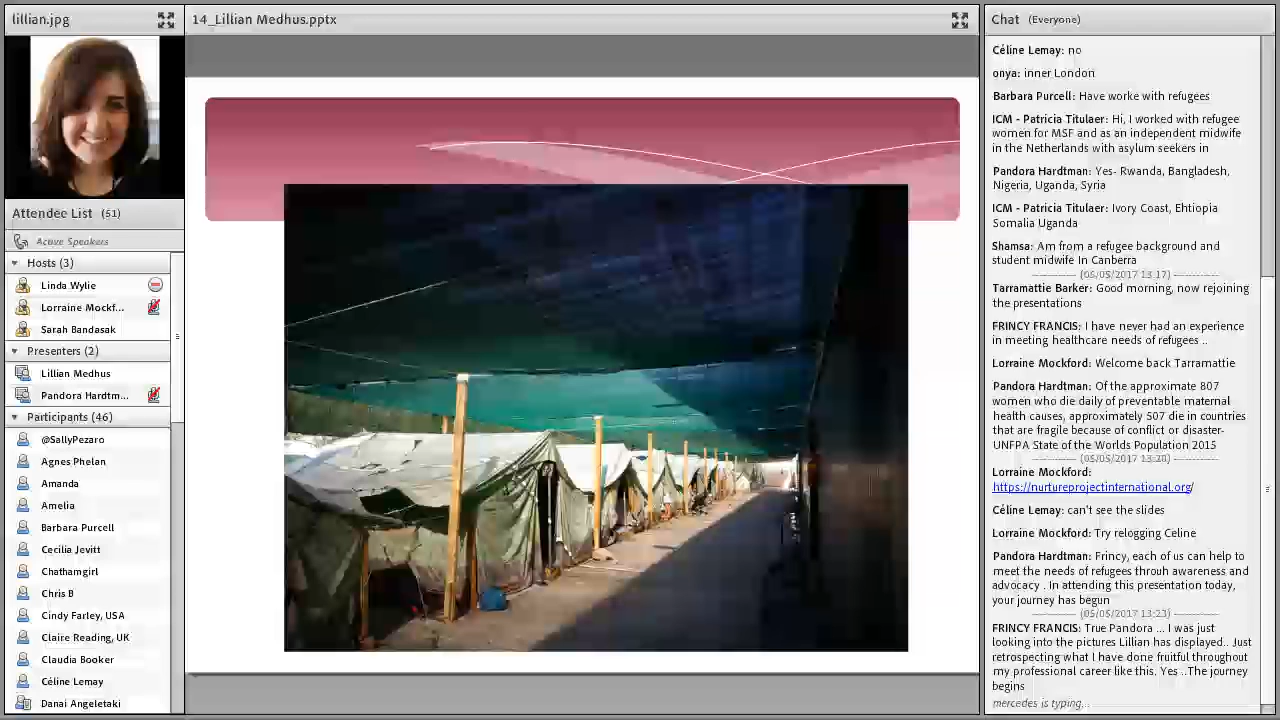 lillian.jpg
Attendee List (51)
Active Speakers
Hosts (3)
Linda Wylie
Lorraine Mockf...
Sarah Bandasak
Presenters (2)
Lillian Medhus
Pandora Hardtm...
Participants (46)
@SallyPezaro
Agnes Phelan
Amanda
Amelia
Barbara Purcell
Cecilia Jevitt
Chathamgirl
Chris B
Cindy Farley, USA
Claire Reading, UK
Claudia Booker
Céline Lemay
Danai Angeletaki
14_Lillian Medhus.pptx
Chat (Everyone)
Céline Lemay: no
onya: inner London
Barbara Purcell: Have worke with refugees
ICM - Patricia Titulaer: Hi, I worked with refugee
women for MSF and as an independent midwife
in the Netherlands with asylum seekers in
Pandora Hardtman: Yes- Rwanda, Bangladesh,
Nigeria, Uganda, Syria
ICM - Patricia Titulaer: Ivory Coast, Ehtiopia
Somalia Uganda
Shamsa: Am from a refugee background and
student midwife In Canberra
(05/05/2017 13:17)
Tarramattie Barker: Good morning, now rejoining
the presentations
FRINCY FRANCIS: I have never had an experience
in meeting healthcare needs of refugees ..
Lorraine Mockford: Welcome back Tarramattie
Pandora Hardtman: Of the approximate 807
women who die daily of preventable maternal
health causes, approximately 507 die in countries
that are fragile because of conflict or disaster-
UNFPA State of the Worlds Population 2015
(05/05/2017 13:20)
Lorraine Mockford:
https://nurtureprojectinternational.org/
Céline Lemay: can't see the slides
Lorraine Mockford: Try relogging Celine
Pandora Hardtman: Frincy, each of us can help to
meet the needs of refugees throuh awareness and
advocacy . In attending this presentation today,
your journey has begun
(05/05/2017 13:23)
FRINCY FRANCIS: True Pandora ... I was just
looking into the pictures Lillian has displayed.. Just
retrospecting what I have done fruitful throughout
my professional career like this. Yes ..The journey
begins
mercedes is typing...